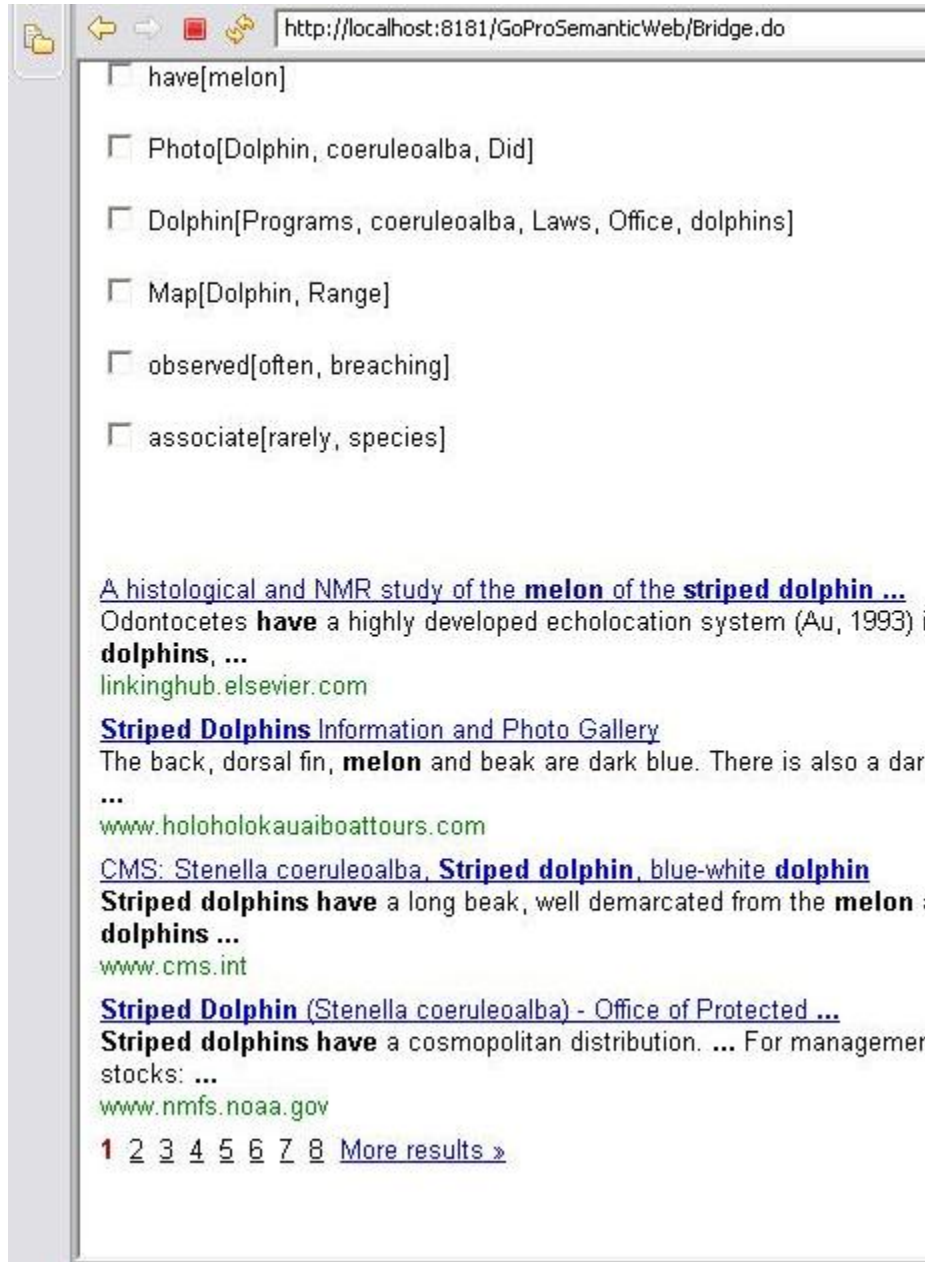 http://localhost:8181/GoProSemanticWeb/Bridge.do
have[melon]
Photo[Dolphin, coeruleoalba, Did]
Dolphin[Programs, coeruleoalba, Laws, Office, dolphins]
Map[Dolphin, Range]
observed[often, breaching]
associate[rarely, species]
A histological and NMR study of the melon of the striped dolphin ...
Odontocetes have a highly developed echolocation system (Au, 1993)
dolphins, ...
linkinghub.elsevier.com
Striped Dolphins Information and Photo Gallery
The back, dorsal fin, melon and beak are dark blue. There is also a
...
www.holoholokauaiboattours.com
CMS: Stenella coeruleoalba, Striped dolphin, blue-white dolphin
Striped dolphins have a long beak, well demarcated from the melon
dolphins ...
www.cms.int
Striped Dolphin (Stenella coeruleoalba) - Office of Protected ...
Striped dolphins have a cosmopolitan distribution. ... For
stocks: ...
www.nmfs.noaa.gov
1 2 3 4 5 6 7 8 More results »